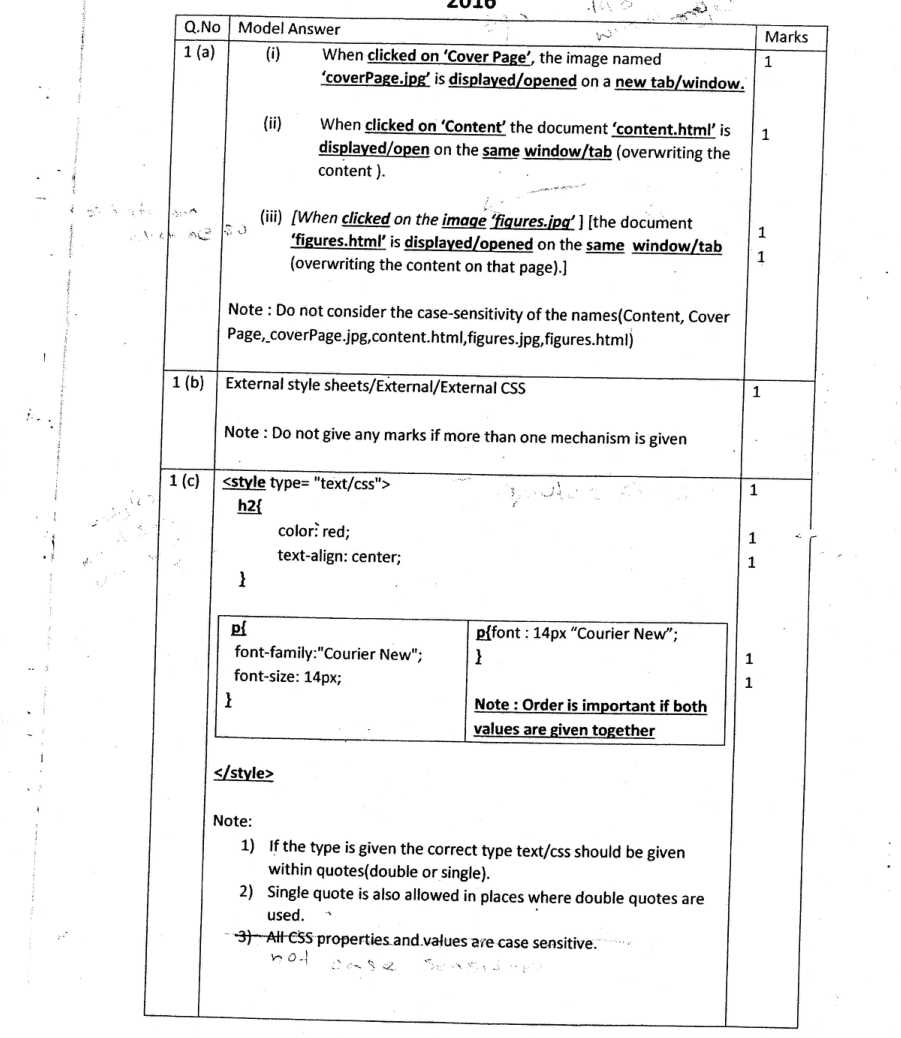 2016
Q.No Model Answer Marks
1 (a) (i) When clicked on ‘Cover Page’, the image named 1
‘coverPage.jpg’ is displayed/opened on a new tab/window.
(ii) When clicked on ‘Content’ the document ‘content.html’ is 1
displayed/open on the same window/tab (overwriting the
content ).
(iii) [When clicked on the image ‘figures.jpg’ ] [the document 1
‘figures.html’ is displayed/opened on the same window/tab 1
(overwriting the content on that page).]
Note : Do not consider the case-sensitivity of the names(Content, Cover
Page,_coverPage.jpg,content.html,figures.jpg,figures.html)
1 (b) External style sheets/External/External CSS 1
Note : Do not give any marks if more than one mechanism is given
1 (c) <style type= "text/css"> 1
h2{
color: red; 1
text-align: center; 1
}
p{
font-family:"Courier New";
font-size: 14px;
}
p{font : 14px “Courier New”; 
}
1
1
Note : Order is important if both
values are given together
</style>
Note:
1) If the type is given the correct type text/css should be given
within quotes(double or single).
2) Single quote is also allowed in places where double quotes are
used.
3) All CSS properties and values are case sensitive.
not case